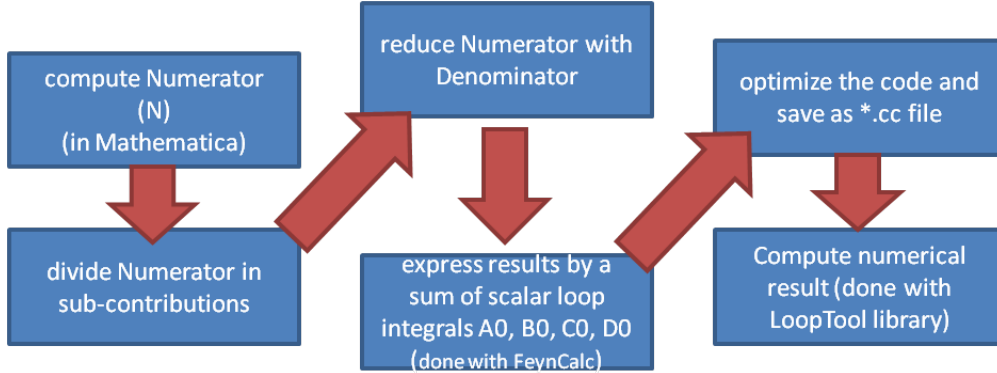 compute Numerator
(N)
(in Mathematica)
divide Numerator in
sub-contributions
reduce Numerator with
Denominator
express results by a
sum of scalar loop
integrals A0, B0, C0, D0
(done with FeynCalc)
optimize the code and
save as *.cc file
Compute numerical
result (done with
LoopTool library)